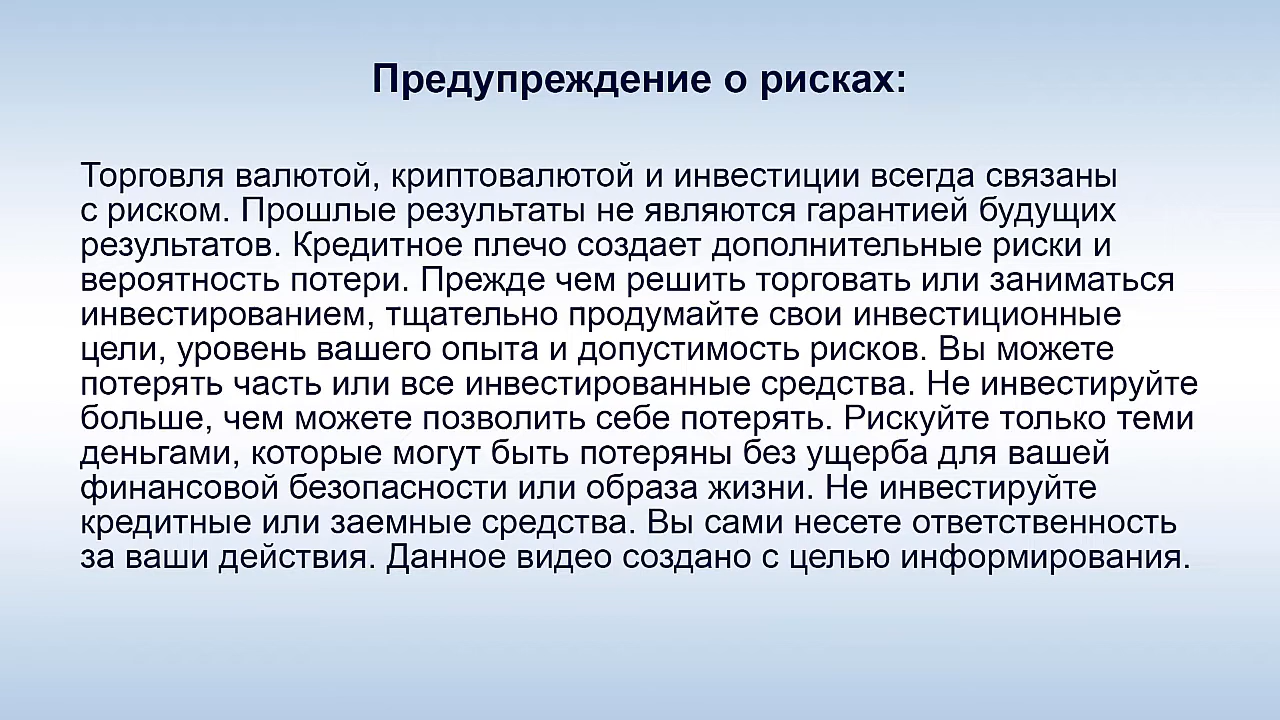 Предупреждение о рисках:
Торговля валютой, криптовалютой и инвестиции всегда связаны
с риском. Прошлые результаты не являются гарантией будущих
результатов. Кредитное плечо создает дополнительные риски и
вероятность потери. Прежде чем решить торговать или заниматься
инвестированием, тщательно продумайте свои инвестиционные
цели, уровень вашего опыта и допустимость рисков. Вы можете
потерять часть или все инвестированные средства. Не инвестируйте
больше, чем можете позволить себе потерять. Рискуйте только теми
деньгами, которые могут быть потеряны без ущерба для вашей
финансовой безопасности или образа жизни. Не инвестируйте
кредитные или заемные средства. Вы сами несете ответственность
за ваши действия. Данное видео создано с целью информирования.